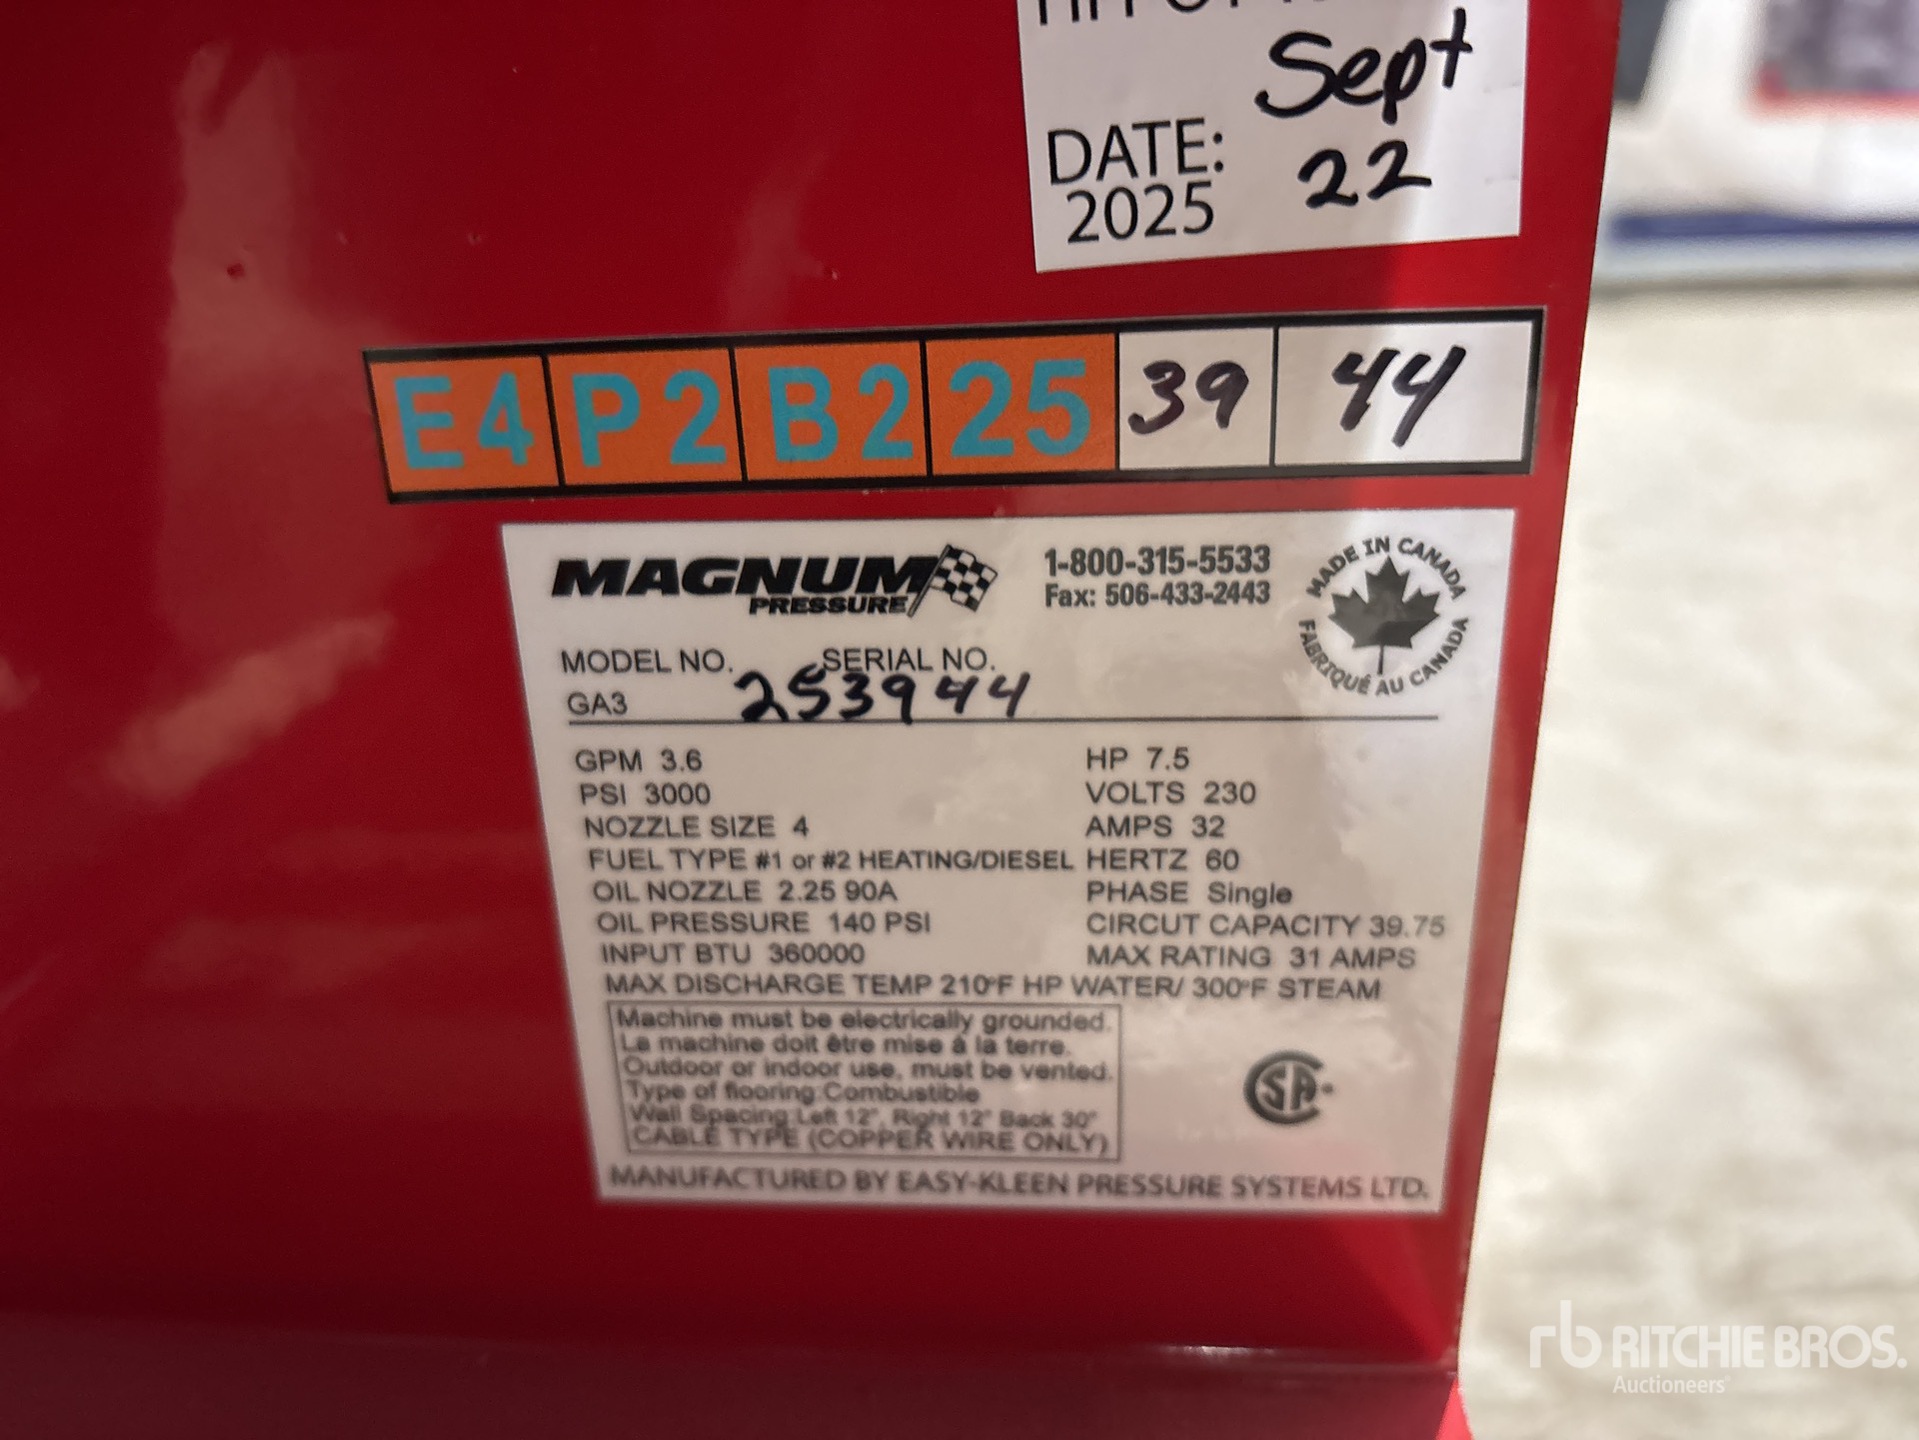 Sept
DATE: 22
2025
E4 P2 B2 25 39 44
MAGNUM
PRESSURE
1-800-315-5533
Fax: 506-433-2443
MADE IN CANADA
FABRIQUÉ AU CANADA
MODEL NO. SERIAL NO.
GA3 253944
GPM 3.6 HP 7.5
PSI 3000 VOLTS 230
NOZZLE SIZE 4 AMPS 32
FUEL TYPE #1 or #2 HEATING/DIESEL HERTZ 60
OIL NOZZLE 2.25 90A PHASE Single
OIL PRESSURE 140 PSI CIRCUT CAPACITY 39.75
INPUT BTU 360000 MAX RATING 31 AMPS
MAX DISCHARGE TEMP 210°F HP WATER/ 300°F STEAM
Machine must be electrically grounded.
La machine doit être mise à la terre.
Outdoor or indoor use, must be vented.
Type of flooring:Combustible
Wall Spacing:Left 12", Right 12" Back 30"
CABLE TYPE (COPPER WIRE ONLY)
CSA
MANUFACTURED BY EASY-KLEEN PRESSURE SYSTEMS LTD.
rb RITCHIE BROS.
Auctioneers